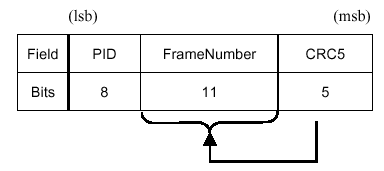 (lsb) (msb)
Field PID FrameNumber CRC5
Bits 8 11 5